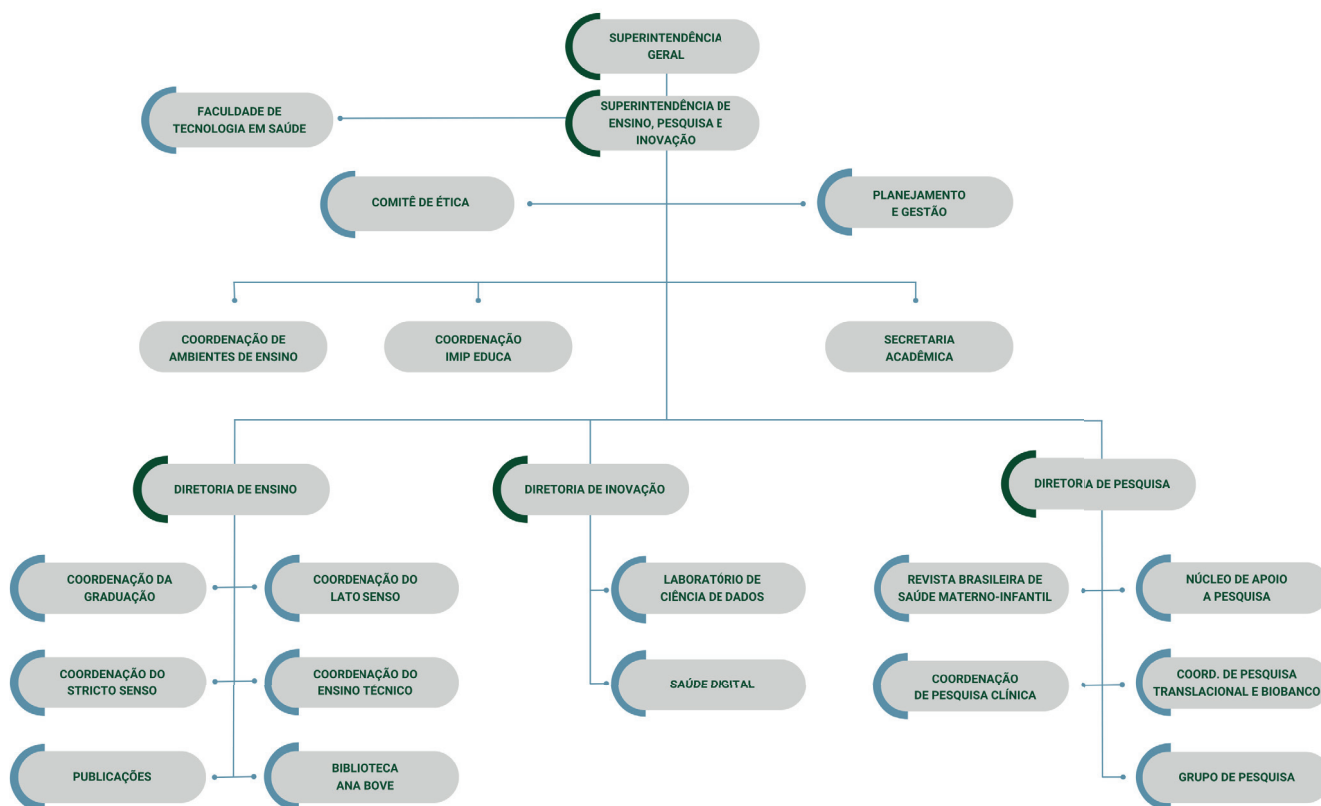 SUPERINTENDÊNCIA
GERAL
FACULDADE DE
TECNOLOGIA EM SAÚDE
SUPERINTENDÊNCIA DE
ENSINO, PESQUISA E
INOVAÇÃO
COMITÊ DE ÉTICA
PLANEJAMENTO
E GESTÃO
COORDENAÇÃO DE
AMBIENTES DE ENSINO
COORDENAÇÃO
IMIP EDUCA
SECRETARIA
ACADÊMICA
DIRETORIA DE ENSINO
DIRETORIA DE INOVAÇÃO
DIRETORIA DE PESQUISA
COORDENAÇÃO DA
GRADUAÇÃO
COORDENAÇÃO DO
LATO SENSO
LABORATÓRIO DE
CIÊNCIA DE DADOS
REVISTA BRASILEIRA DE
SAÚDE MATERNO-INFANTIL
NÚCLEO DE APOIO
A PESQUISA
COORDENAÇÃO DO
STRICTO SENSO
COORDENAÇÃO DO
ENSINO TÉCNICO
SAÚDE DIGITAL
COORDENAÇÃO
DE PESQUISA CLÍNICA
COORD. DE PESQUISA
TRANSLACIONAL E BIOBANCO
PUBLICAÇÕES
BIBLIOTECA
ANA BOVE
GRUPO DE PESQUISA